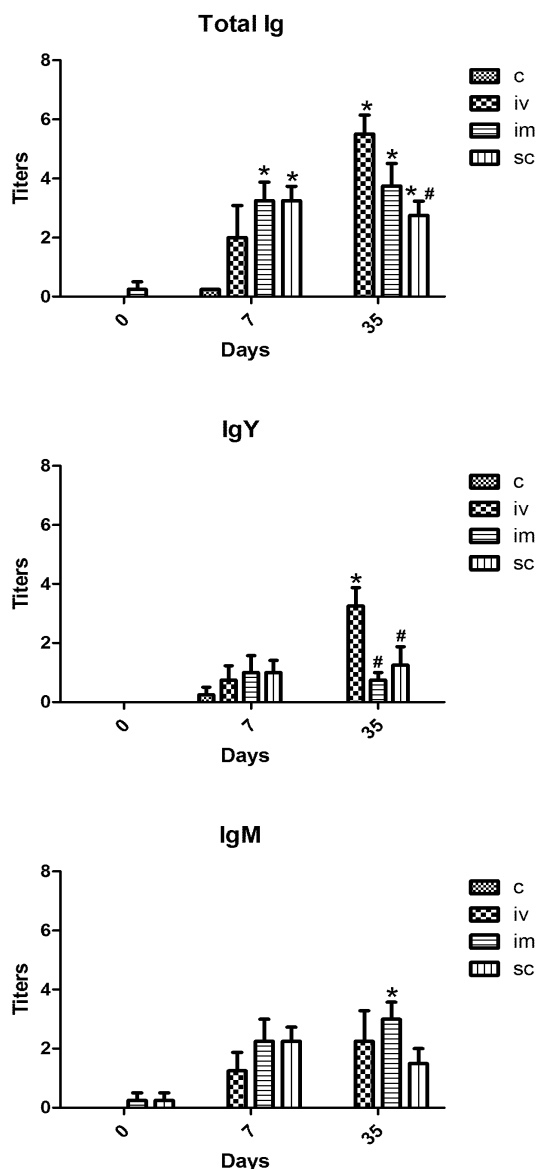 Total Ig
8
6
4
2
0
Titers
* * * * * #
0 7 35
Days
c
iv
im
sc
IgY
8
6
4
2
0
Titers
* # #
0 7 35
Days
c
iv
im
sc
IgM
8
6
4
2
0
Titers
*
0 7 35
Days
c
iv
im
sc